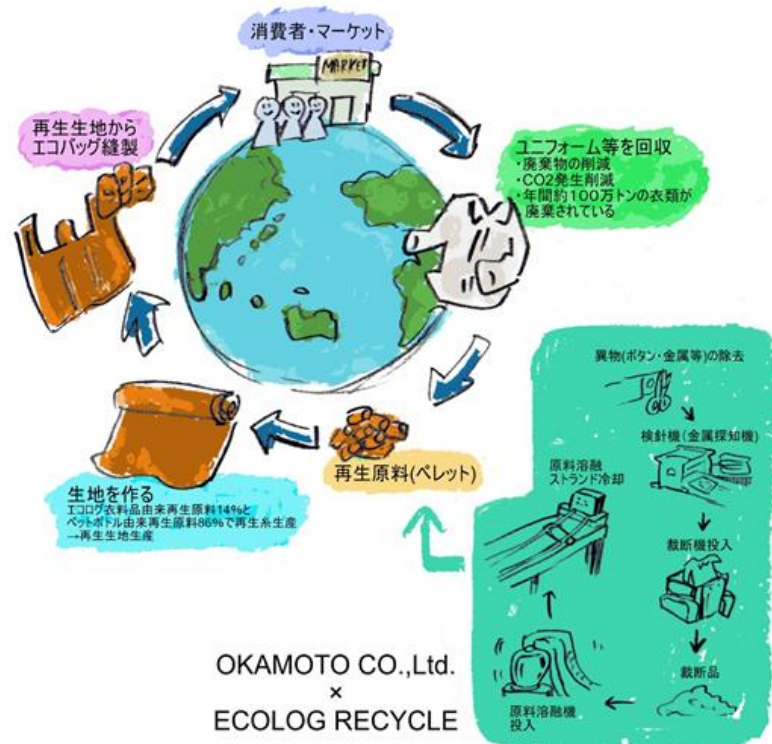 消費者・マーケット
MARKET
再生生地から
エコバッグ縫製
ユニフォーム等を回収
・廃棄物の削減
・CO2発生削減
・年間約100万トンの衣類が
廃棄されている
異物(ボタン・金属等)の除去
検針機(金属探知機)
裁断機投入
裁断品
原料溶融機
投入
原料溶融
ストランド冷却
再生原料(ペレット)
生地を作る
エコログ衣料品由来再生原料14%と
ペットボトル由来再生原料86%で再生糸生産
→再生生地生産
OKAMOTO CO.,Ltd.
×
ECOLOG RECYCLE